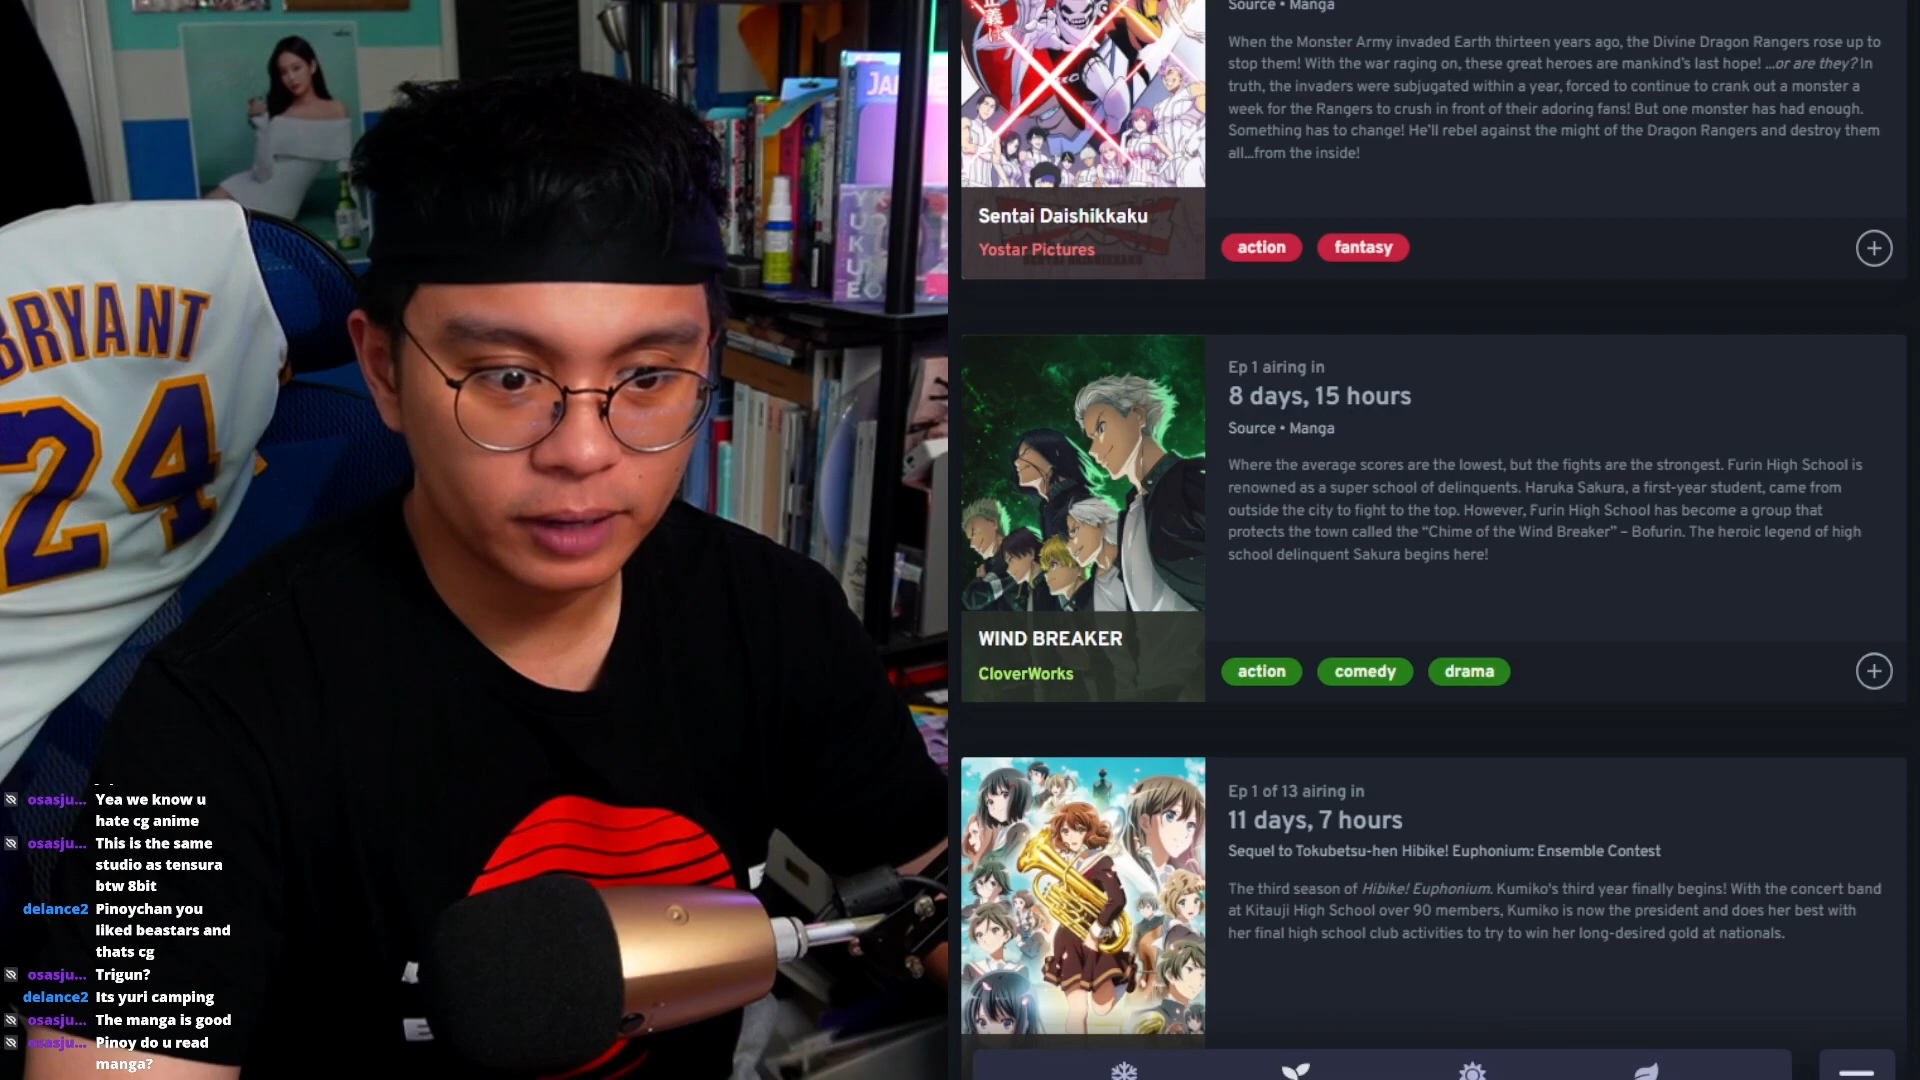 BRYANT
24
Yea we know u
osasju...
hate cg anime
osasju...
This is the same
studio as tensura
btw 8bit
delance2
Pinoychan you
liked beastars and
thats cg
osasju...
Trigun?
delance2
Its yuri camping
osasju...
The manga is good
osasju...
Pinoy do u read
manga?
Source • Manga
When the Monster Army invaded Earth thirteen years ago, the Divine Dragon Rangers rose up to
stop them! With the war raging on, these great heroes are mankind's last hope! ...or are they? In
truth, the invaders were subjugated within a year, forced to continue to crank out a monster a
week for the Rangers to crush in front of their adoring fans! But one monster has had enough.
Something has to change! He'll rebel against the might of the Dragon Rangers and destroy them
all...from the inside!
Sentai Daishikkaku
Yostar Pictures
action
fantasy
Ep 1 airing in
8 days, 15 hours
Source • Manga
Where the average scores are the lowest, but the fights are the strongest. Furin High School is
renowned as a super school of delinquents. Haruka Sakura, a first-year student, came from
outside the city to fight to the top. However, Furin High School has become a group that
protects the town called the “Chime of the Wind Breaker” – Bofurin. The heroic legend of high
school delinquent Sakura begins here!
WIND BREAKER
CloverWorks
action
comedy
drama
Ep 1 of 13 airing in
11 days, 7 hours
Sequel to Tokubetsu-hen Hibike! Euphonium: Ensemble Contest
The third season of Hibike! Euphonium. Kumiko's third year finally begins! With the concert band
at Kitauji High School over 90 members, Kumiko is now the president and does her best with
her final high school club activities to try to win her long-desired gold at nationals.